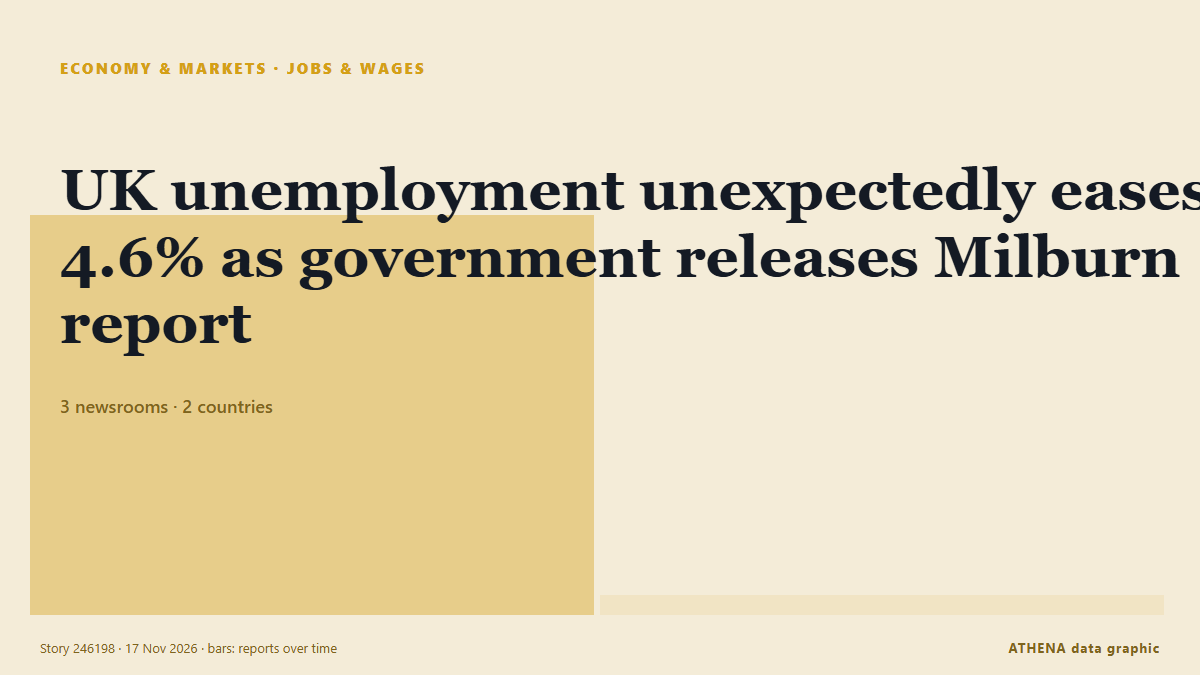 ECONOMY & MARKETS · JOBS & WAGES
UK unemployment unexpectedly eases
4.6% as government releases Milburn
report
3 newsrooms · 2 countries
Story 246198 · 17 Nov 2026 · bars: reports over time
ATHENA data graphic